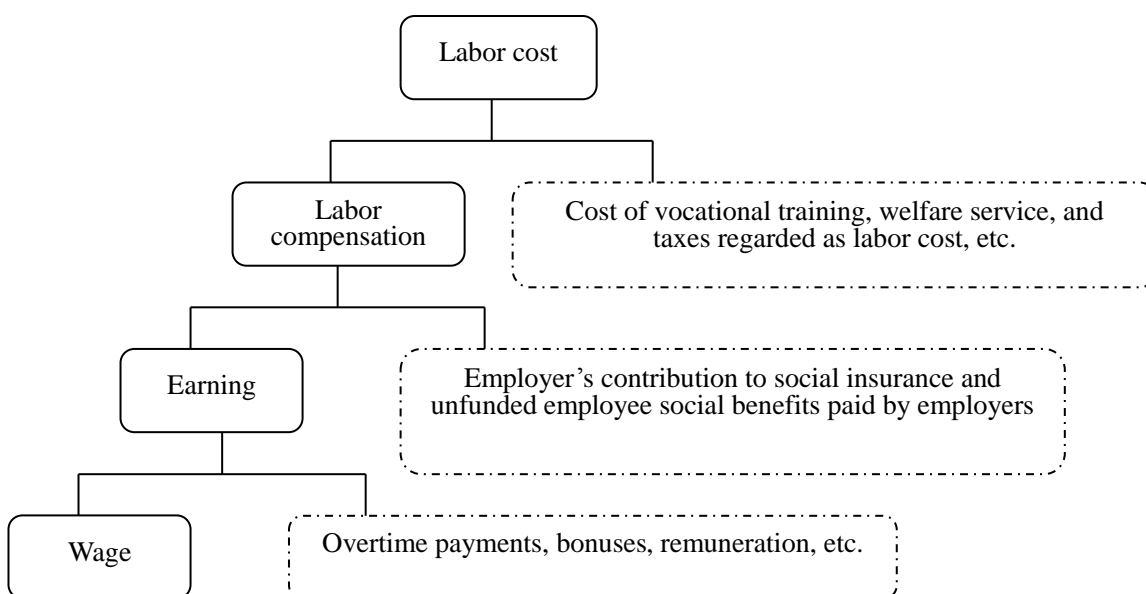 Labor cost
Labor
compensation
Cost of vocational training, welfare service, and
taxes regarded as labor cost, etc.
Earning
Employer’s contribution to social insurance and
unfunded employee social benefits paid by employers
Wage
Overtime payments, bonuses, remuneration, etc.